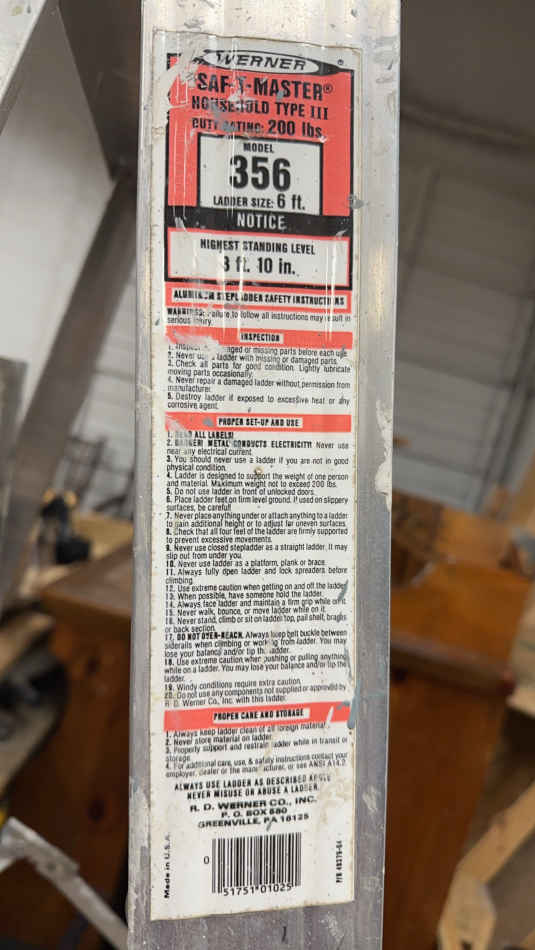 WERNER ®
SAF-T-MASTER®
HOUSEHOLD TYPE III
DUTY RATING: 200 lbs.
MODEL
356
LADDER SIZE: 6 ft.
NOTICE
HIGHEST STANDING LEVEL
3 ft. 10 in.
ALUMINUM STEPLADDER SAFETY INSTRUCTIONS
WARNINGS: Failure to follow all instructions may result in
serious injury.
INSPECTION
1. Inspect aged or missing parts before each use.
2. Never use a ladder with missing or damaged parts.
3. Check all parts for good condition. Lightly lubricate
moving parts occasionally.
4. Never repair a damaged ladder without permission from
manufacturer.
5. Destroy ladder if exposed to excessive heat or any
corrosive agent.
PROPER SET-UP AND USE
1. READ ALL LABELS!
2. DANGER! METAL CONDUCTS ELECTRICITY! Never use
near any electrical current.
3. You should never use a ladder if you are not in good
physical condition.
4. Ladder is designed to support the weight of one person
and material. Maximum weight not to exceed 200 lbs.
5. Do not use ladder in front of unlocked doors.
6. Place ladder feet on firm level ground. If used on slippery
surfaces, be careful!
7. Never place anything under or attach anything to a ladder
to gain additional height or to adjust for uneven surfaces.
8. Check that all four feet of the ladder are firmly supported
to prevent excessive movements.
9. Never use closed stepladder as a straight ladder. It may
slip out from under you.
10. Never use ladder as a platform, plank or brace.
11. Always fully open ladder and lock spreaders before
climbing.
12. Use extreme caution when getting on and off the ladder.
13. When possible, have someone hold the ladder.
14. Always face ladder and maintain a firm grip while on it.
15. Never walk, bounce, or move ladder while on it.
16. Never stand, climb or sit on ladder top, pail shelf, braces
or back section.
17. DO NOT OVER-REACH. Always keep belt buckle between
siderails when climbing or working from ladder. You may
lose your balance and/or tip the ladder.
18. Use extreme caution when pushing or pulling anything
while on a ladder. You may lose your balance and/or tip the
ladder.
19. Windy conditions require extra caution.
20. Do not use any components not supplied or approved by
R. D. Werner Co., Inc. with this ladder.
PROPER CARE AND STORAGE
1. Always keep ladder clean of all foreign material.
2. Never store material on ladder.
3. Properly support and restrain ladder while in transit or
storage.
4. For additional care, use, & safety instructions contact your
employer, dealer or the manufacturer, or see ANSI A14.2.
ALWAYS USE LADDER AS DESCRIBED ABOVE
NEVER MISUSE OR ABUSE A LADDER.
R. D. WERNER CO., INC.
P. O. BOX 580
GREENVILLE, PA 16125
Made in U.S.A.
0
51751 01025
P/N 40279-04